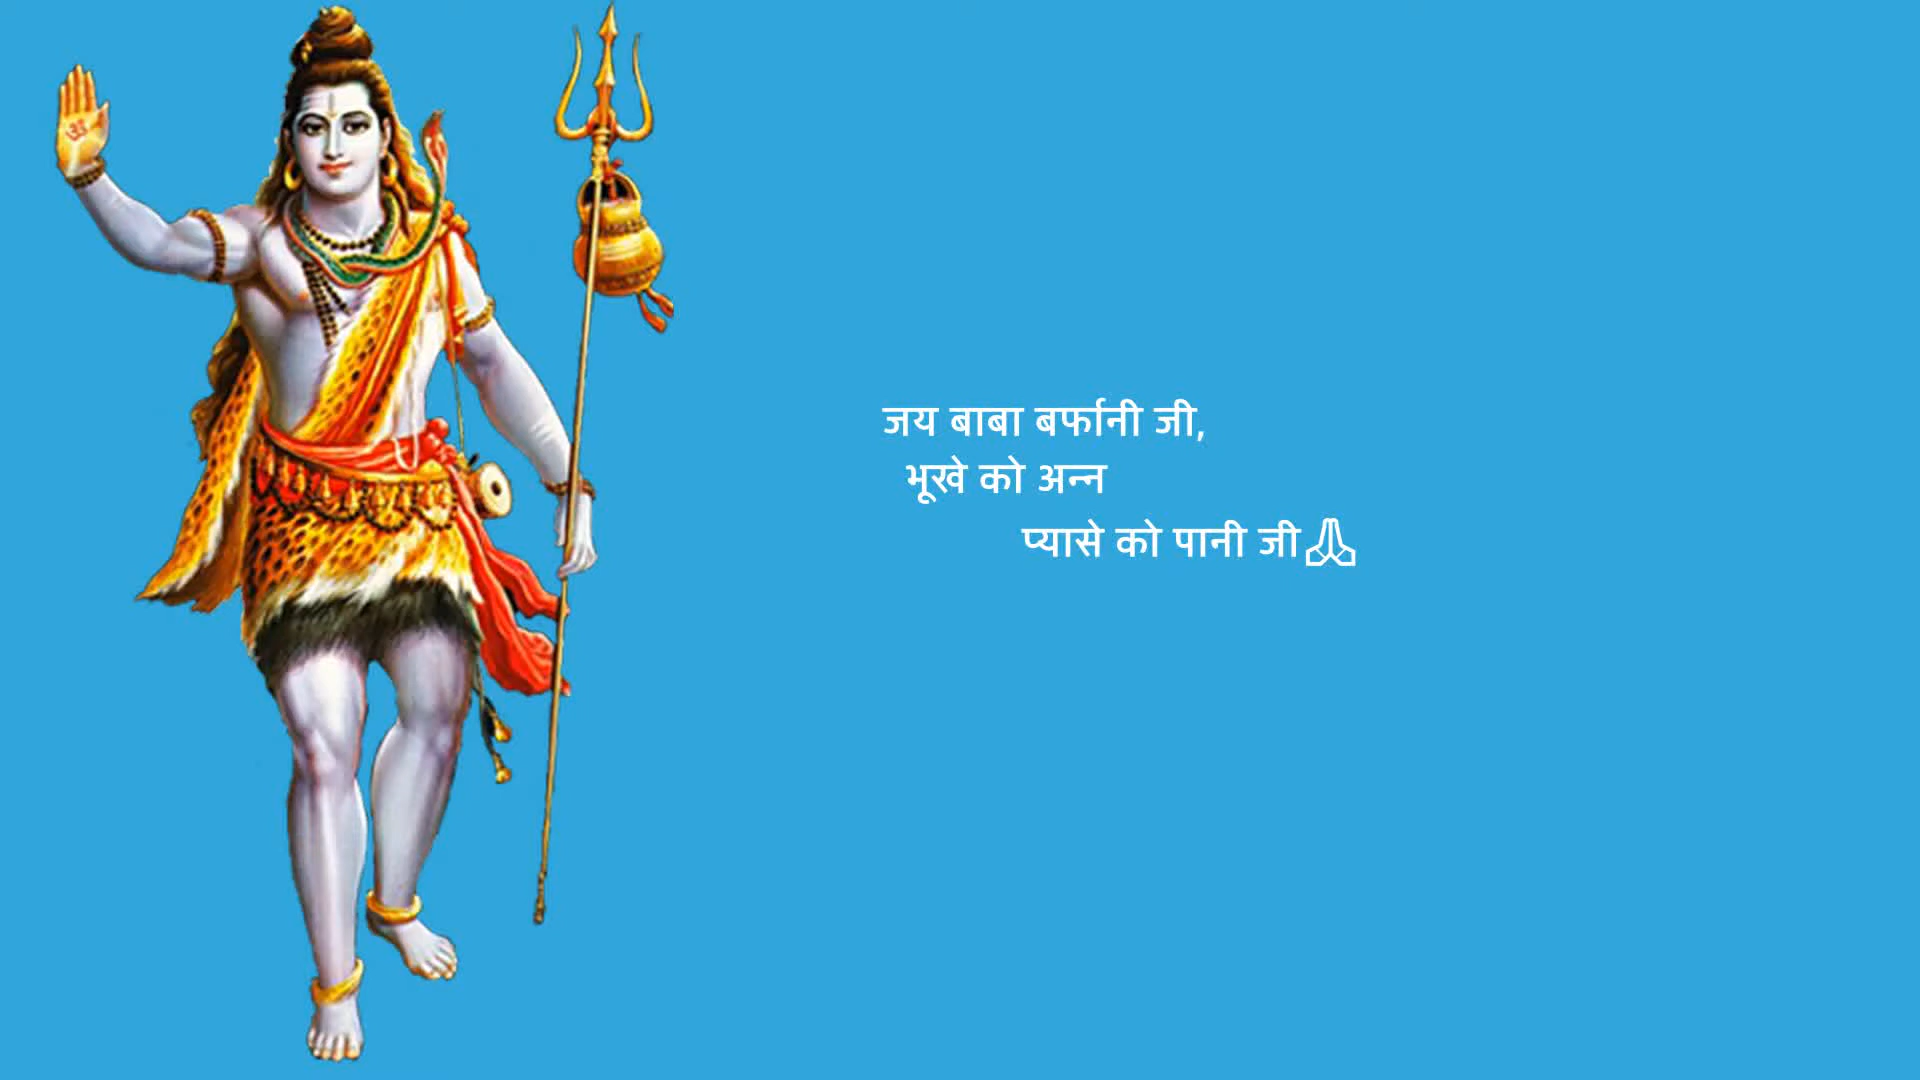 ॐ
जय बाबा बर्फानी जी,
भूखे को अन्न
प्यासे को पानी जी🙏